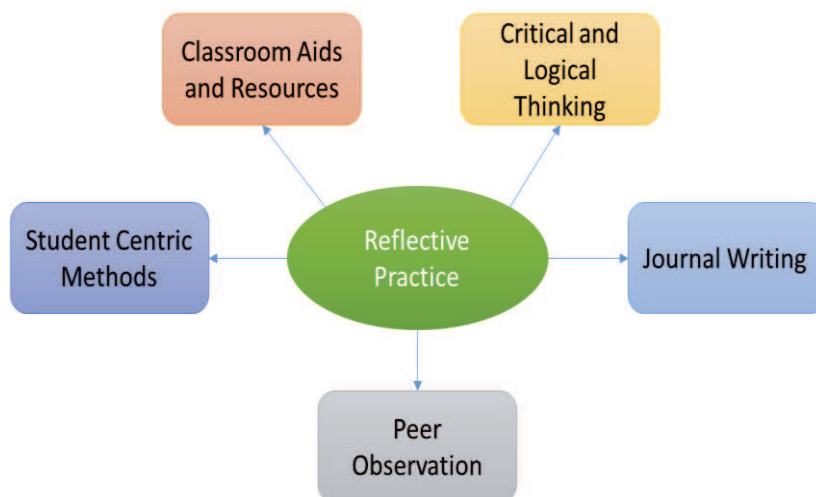 Classroom Aids
and Resources
Critical and
Logical
Thinking
Student Centric
Methods
Reflective
Practice
Journal Writing
Peer
Observation